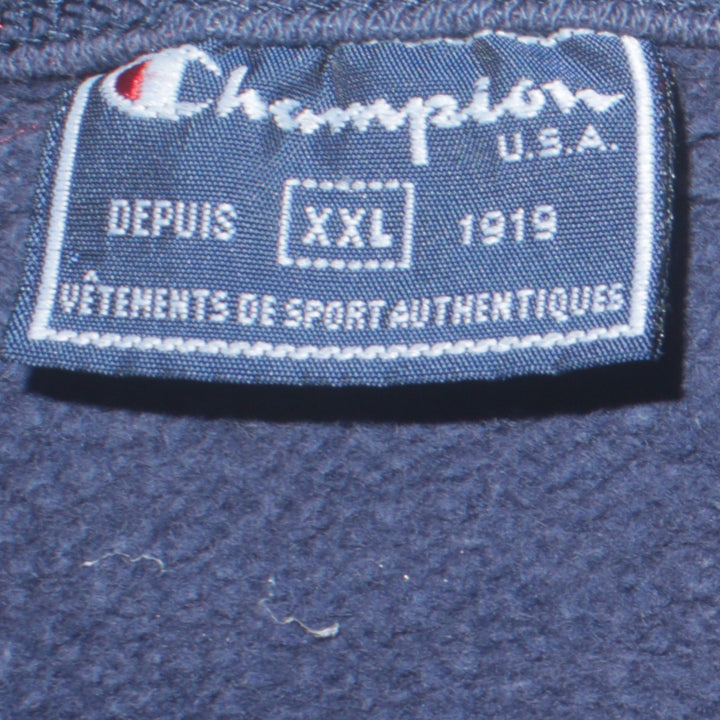 Champion
U.S.A.
DEPUIS XXL 1919
VÊTEMENTS DE SPORT AUTHENTIQUES